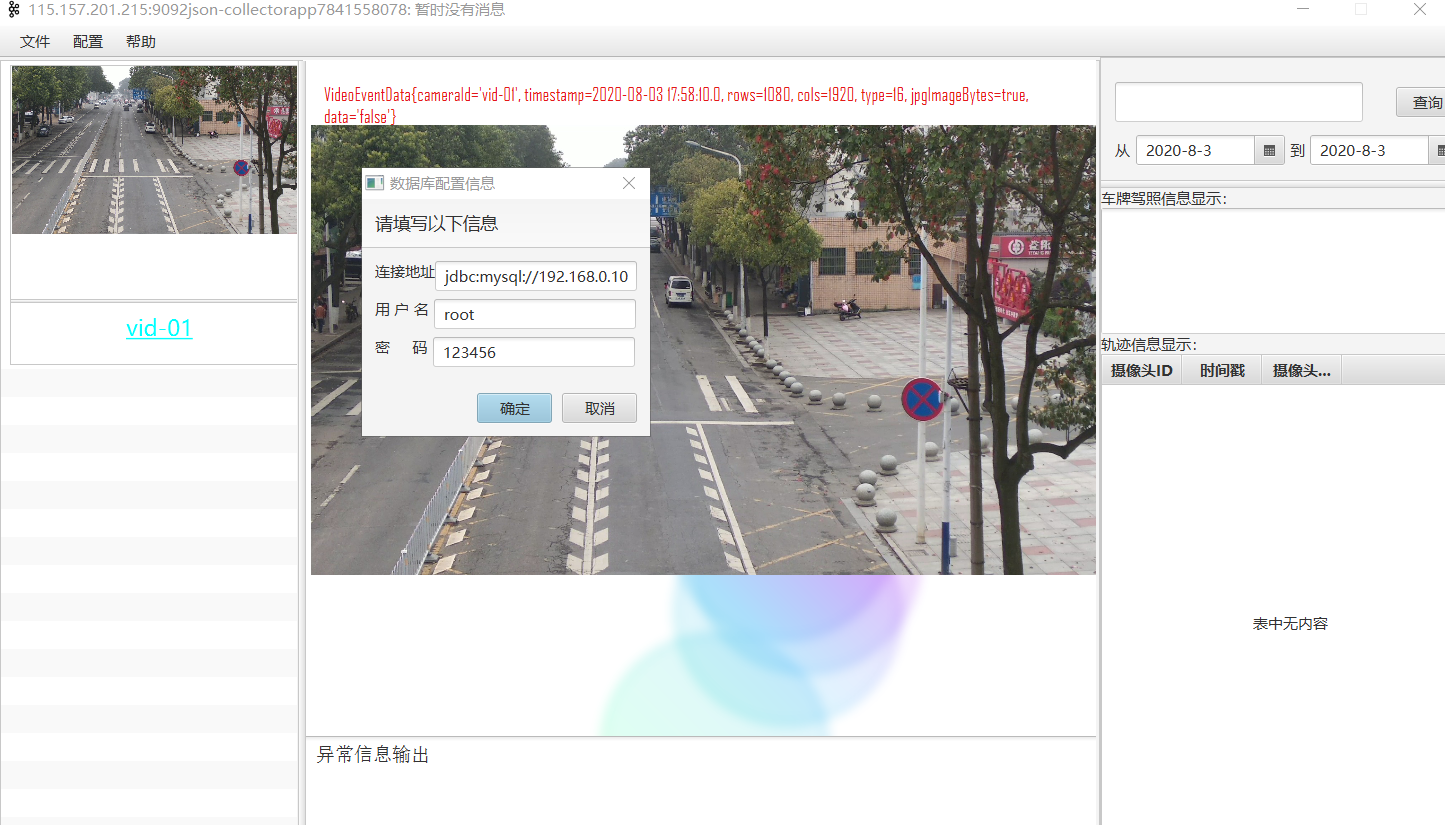 115.157.201.215:9092json-collectorapp7841558078: 暂时没有消息
文件 配置 帮助
vid-01
VideoEventData{cameraId='vid-01', timestamp=2020-08-03 17:58:10.0, rows=1080, cols=1920, type=16, jpgImageBytes=true,
data='false'}
数据库配置信息
请填写以下信息
连接地址 jdbc:mysql://192.168.0.10
用户名 root
密 码 123456
确定 取消
异常信息输出
查询
从 2020-8-3 到 2020-8-3
车牌驾照信息显示:
轨迹信息显示:
摄像头ID 时间戳 摄像头...
表中无内容